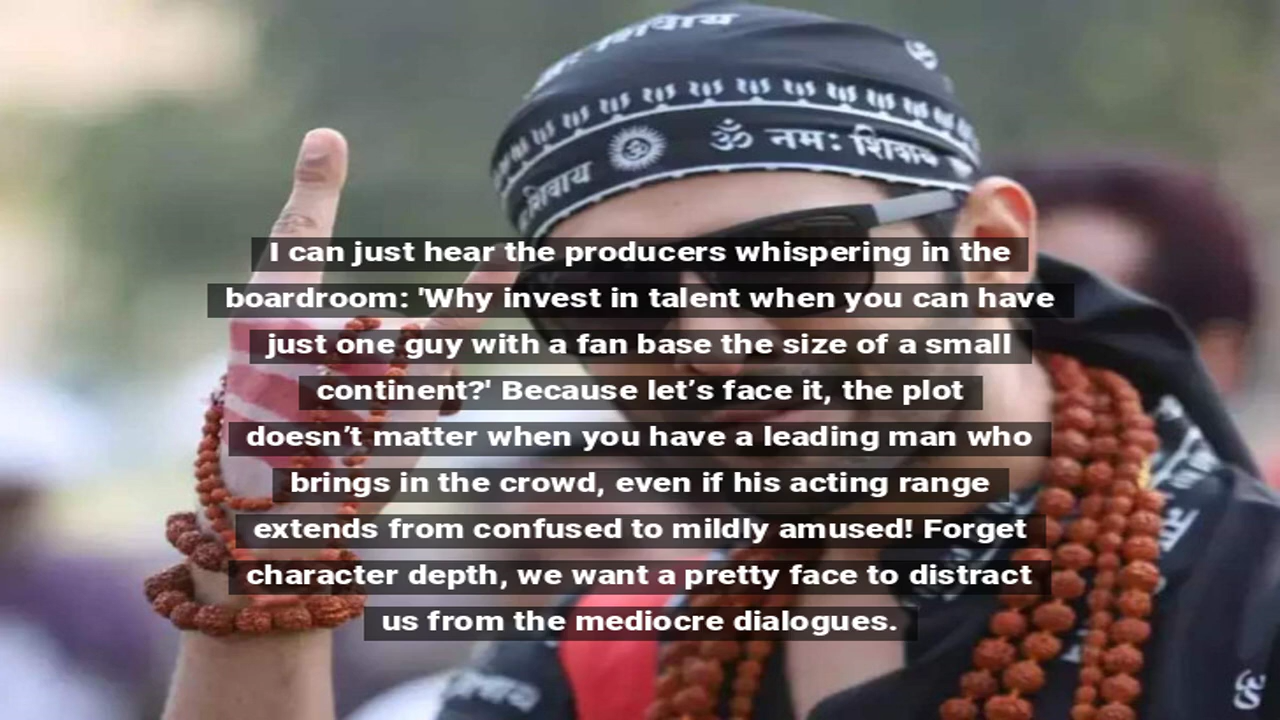 शिवाय
ॐ नमः शिवाय
शिवाय
I can just hear the producers whispering in the
boardroom: 'Why invest in talent when you can have
just one guy with a fan base the size of a small
continent?' Because let’s face it, the plot
doesn’t matter when you have a leading man who
brings in the crowd, even if his acting range
extends from confused to mildly amused! Forget
character depth, we want a pretty face to distract
us from the mediocre dialogues.